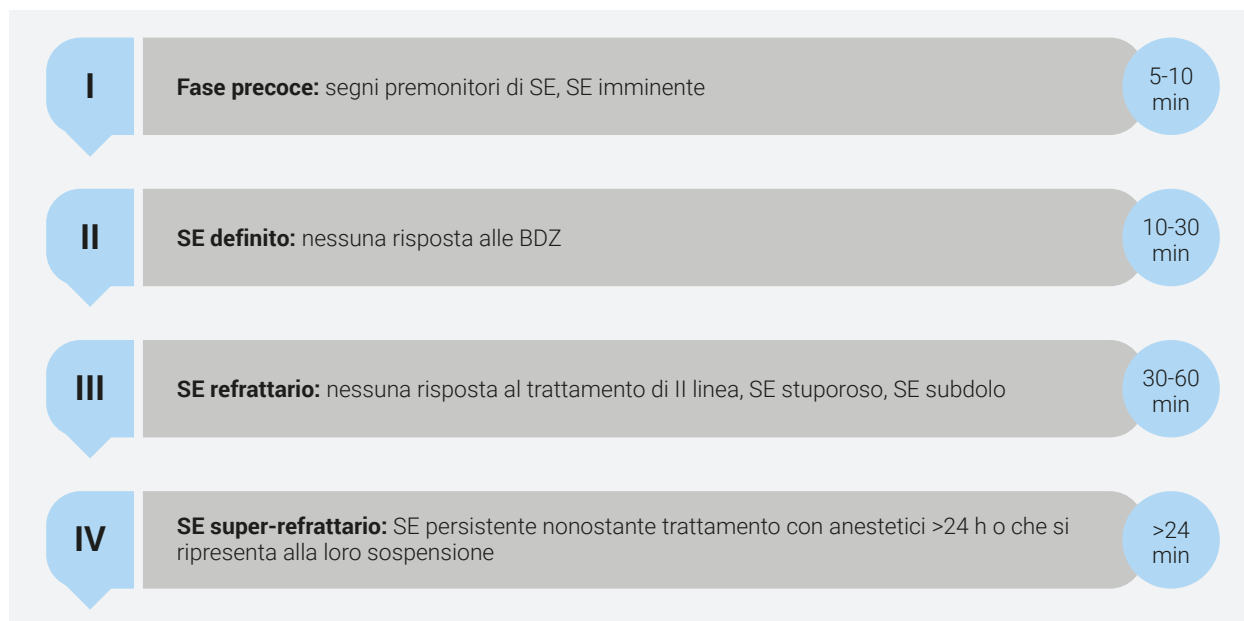 I
Fase precoce: segni premonitori di SE, SE imminente
5-10
min
II
SE definito: nessuna risposta alle BDZ
10-30
min
III
SE refrattario: nessuna risposta al trattamento di II linea, SE stuporoso, SE subdolo
30-60
min
IV
SE super-refrattario: SE persistente nonostante trattamento con anestetici >24 h o che si
ripresenta alla loro sospensione
>24
min